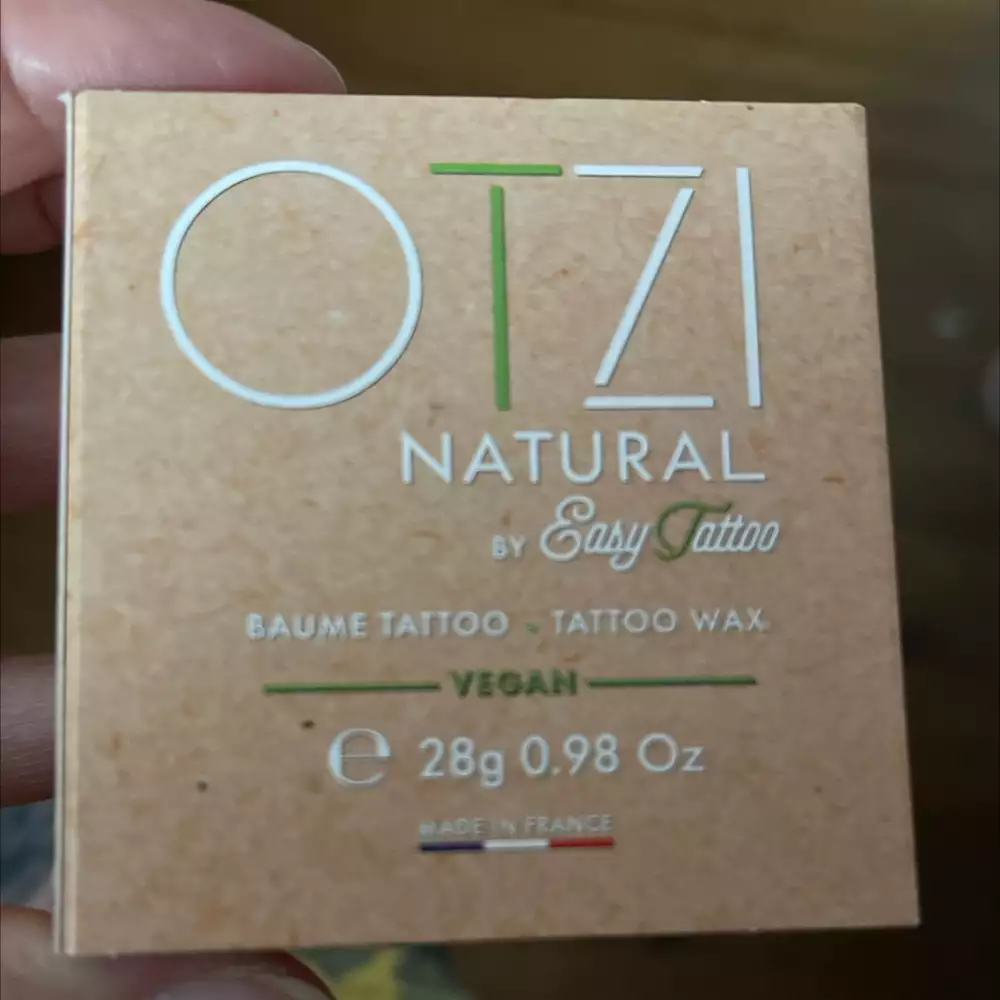 OTZI
NATURAL
BY Easy Tattoo
BAUME TATTOO - TATTOO WAX
VEGAN
e 28g 0.98 Oz
MADE IN FRANCE